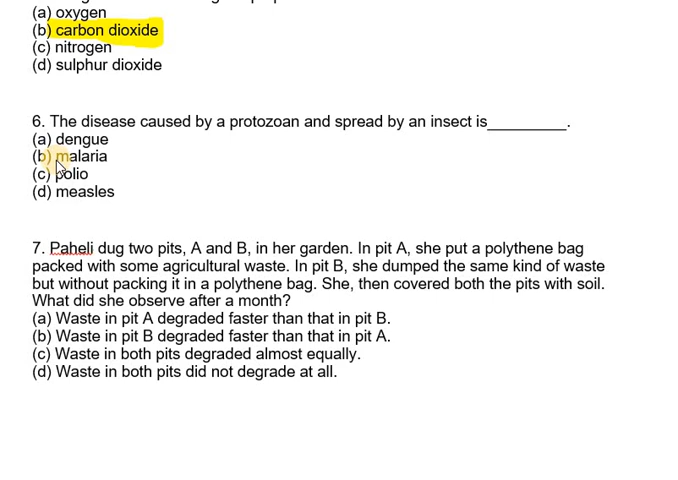 (a) oxygen
(b) carbon dioxide
(c) nitrogen
(d) sulphur dioxide
6. The disease caused by a protozoan and spread by an insect is_________.
(a) dengue
(b) malaria
(c) polio
(d) measles
7. Paheli dug two pits, A and B, in her garden. In pit A, she put a polythene bag
packed with some agricultural waste. In pit B, she dumped the same kind of waste
but without packing it in a polythene bag. She, then covered both the pits with soil.
What did she observe after a month?
(a) Waste in pit A degraded faster than that in pit B.
(b) Waste in pit B degraded faster than that in pit A.
(c) Waste in both pits degraded almost equally.
(d) Waste in both pits did not degrade at all.